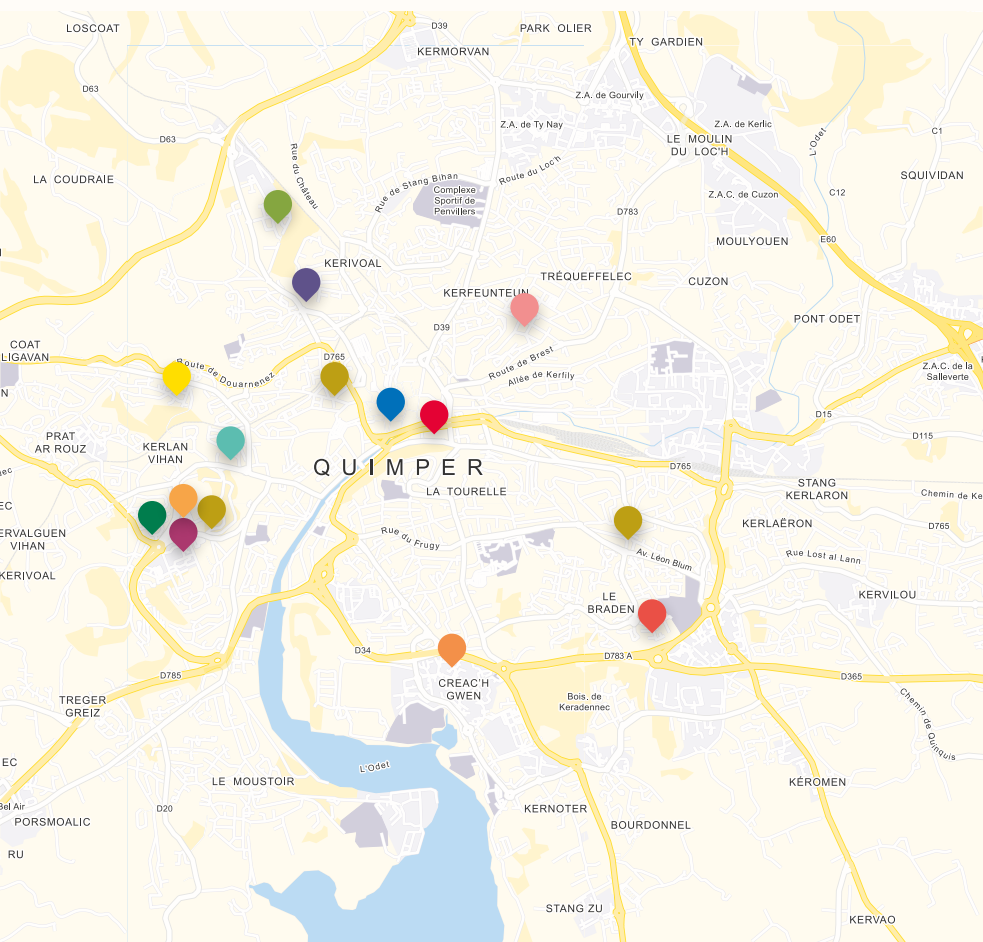 LOSCOAT
D39
PARK OLIER
KERMORVAN
TY GARDIEN
D63
Z.A. de Gourvily
Z.A. de Ty Nay
Z.A. de Kerlic
D63
LE MOULIN
DU LOC'H
L'Odet
C1
Rue du Château
Route du Loc'h
LA COUDRAIE
Rue de Stang Bihan
Complexe
Sportif de
Penvillers
SQUIVIDAN
Z.A.C. de Cuzon
C12
D783
MOULYOUEN
E60
KERIVOAL
TRÉQUEFFELEC
CUZON
KERFEUNTEUN
PONT ODET
D39
COAT
LIGAVAN
D765
Route de Douarnenez
Route de Brest
Allée de Kerfily
Z.A.C. de la
Salleverte
N
D15
PRAT
AR ROUZ
KERLAN
VIHAN
D115
QUIMPER
D765
LA TOURELLE
STANG
KERLARON
Chemin de Ke
EC
KERLAËRON
D765
ERVALGUEN
VIHAN
Rue du Frugy
Av. Léon Blum
Rue Lost al Lann
KERIVOAL
LE
BRADEN
KERVILOU
D34
D783 A
D785
D365
CREAC'H
GWEN
Bois. de
Keradennec
TREGER
GREIZ
Chemin de Quinquis
EC
L'Odet
LE MOUSTOIR
KÉROMEN
Bel Air
D20
KERNOTER
PORSMOALIC
BOURDONNEL
RU
STANG ZU
KERVAO